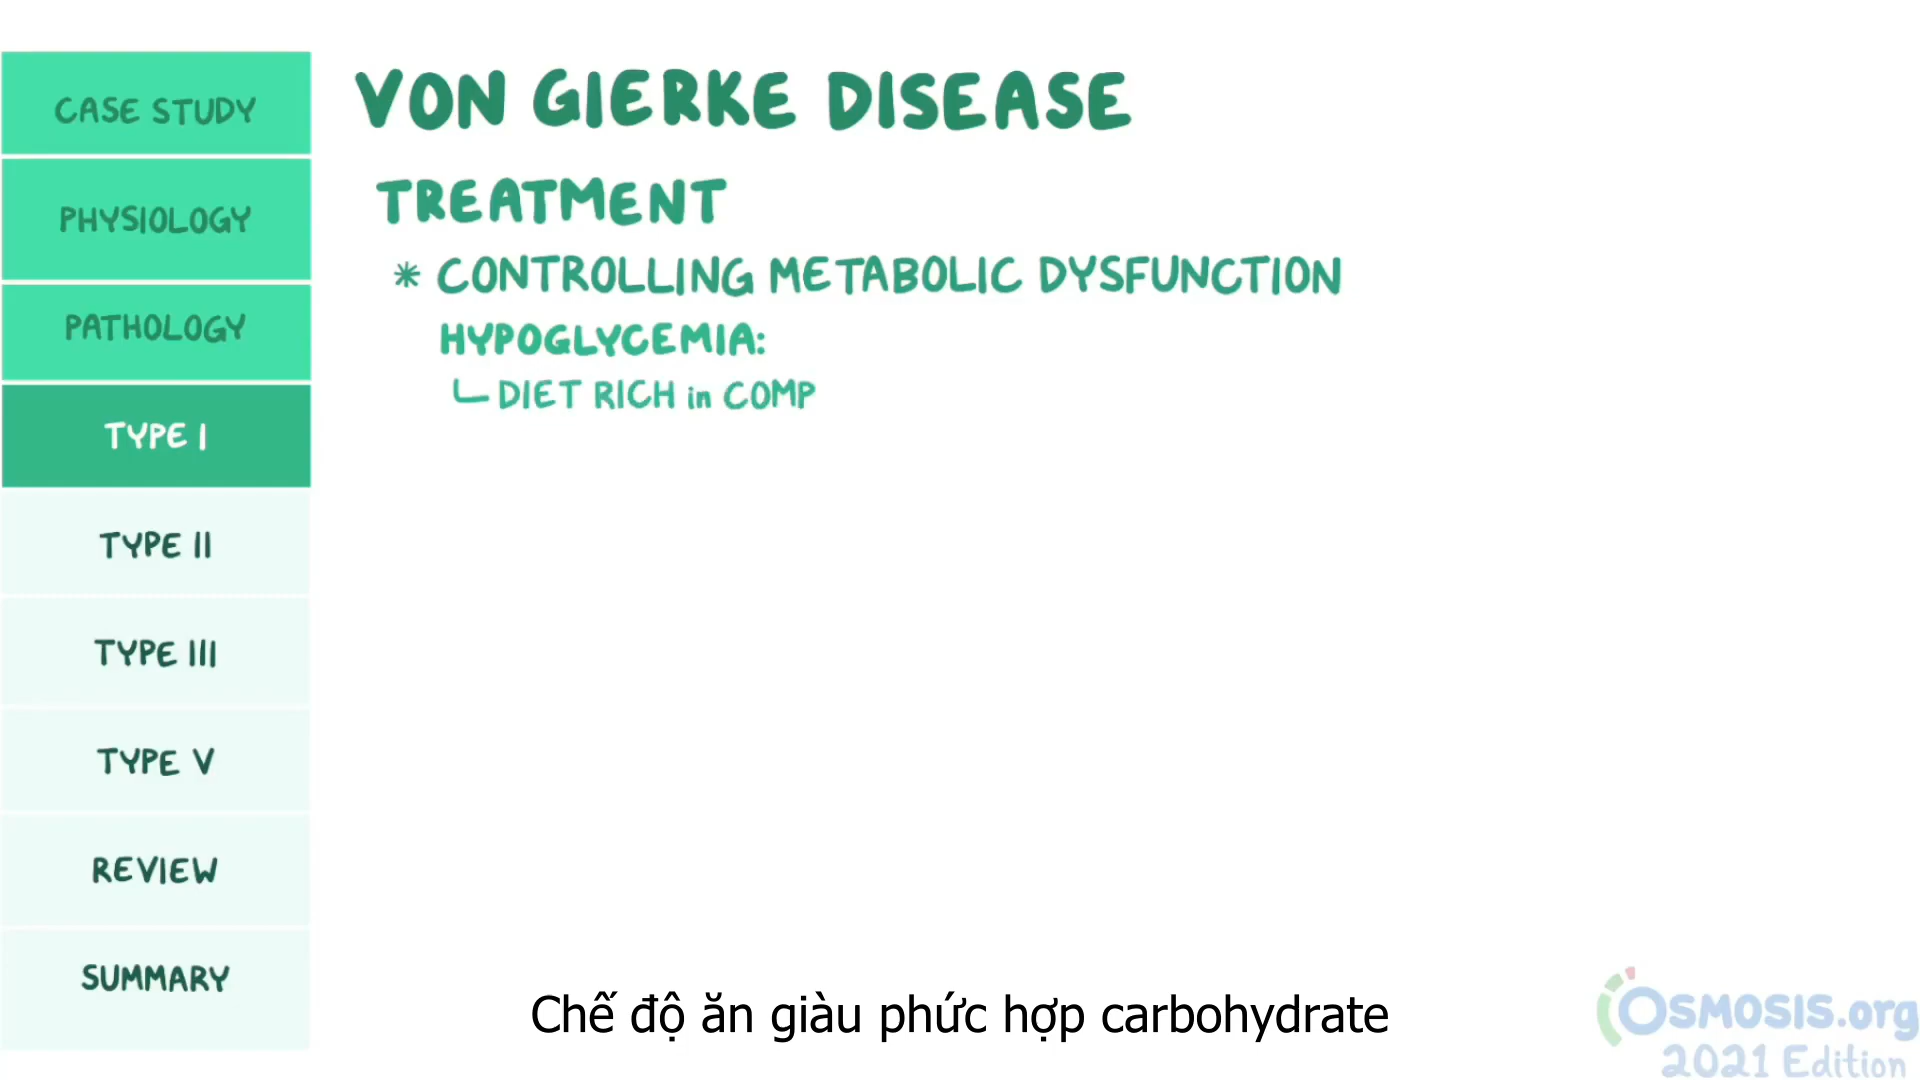 CASE STUDY
PHYSIOLOGY
PATHOLOGY
TYPE I
TYPE II
TYPE III
TYPE V
REVIEW
SUMMARY
VON GIERKE DISEASE
TREATMENT
* CONTROLLING METABOLIC DYSFUNCTION
HYPOGLYCEMIA:
DIET RICH in COMP
Chế độ ăn giàu phức hợp carbohydrate
OSMOSIS.org
2021 Edition